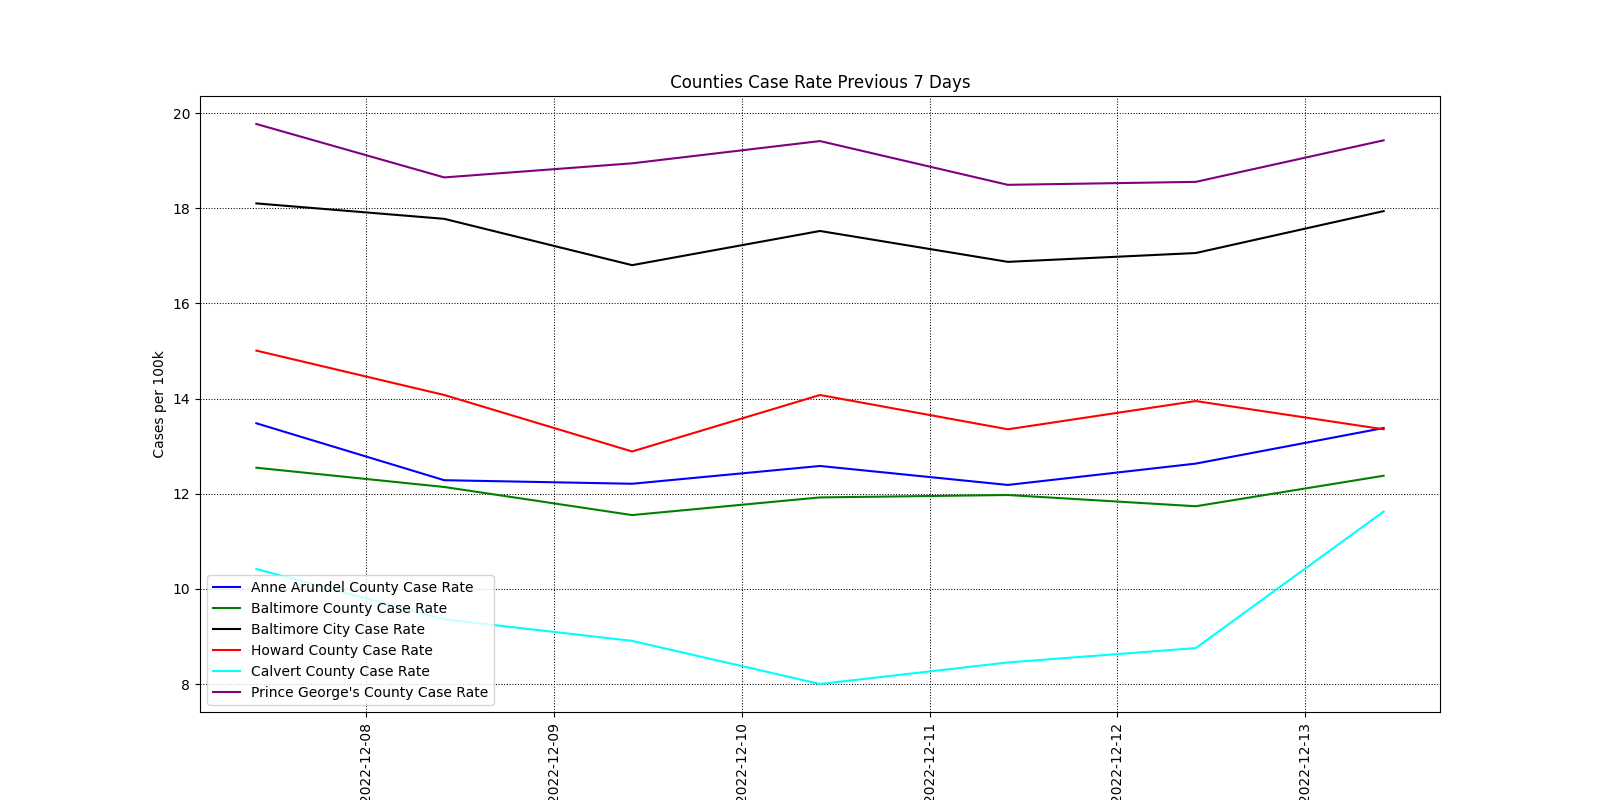 Counties Case Rate Previous 7 Days
20
18
16
14
12
10
8
Cases per 100k
Anne Arundel County Case Rate
Baltimore County Case Rate
Baltimore City Case Rate
Howard County Case Rate
Calvert County Case Rate
Prince George's County Case Rate
2022-12-08
2022-12-09
2022-12-10
2022-12-11
2022-12-12
2022-12-13